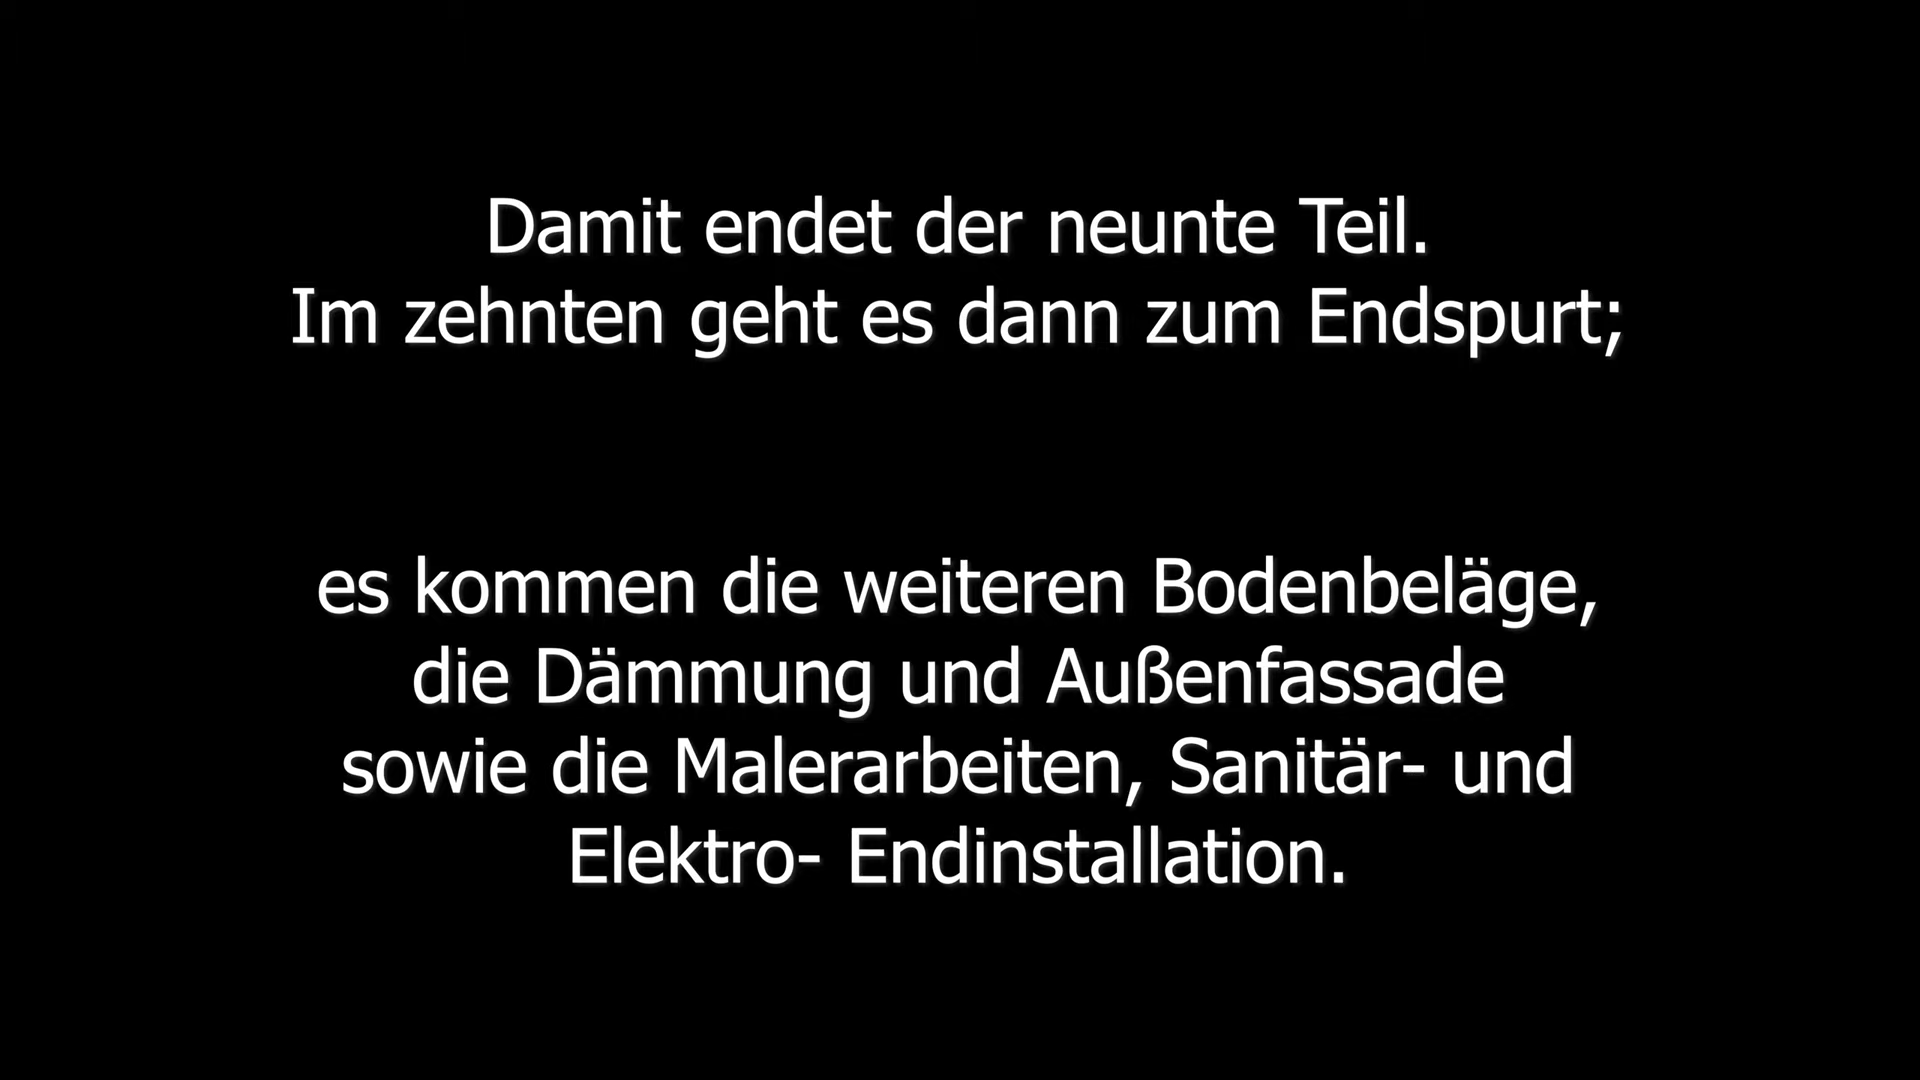 Damit endet der neunte Teil.
Im zehnten geht es dann zum Endspurt;
es kommen die weiteren Bodenbeläge,
die Dämmung und Außenfassade
sowie die Malerarbeiten, Sanitär- und
Elektro- Endinstallation.